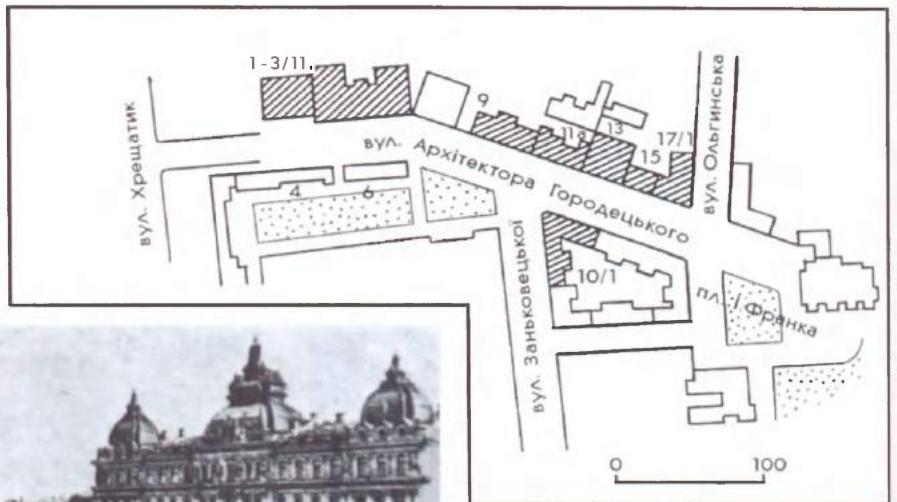 1-3/11.
9
11а
13
15
17/1
вул. Хрещатик
вул. Архітектора Городецького
вул. Ольгинська
4
6
вул. Заньковецької
10/1
пл. І Франка
0 100